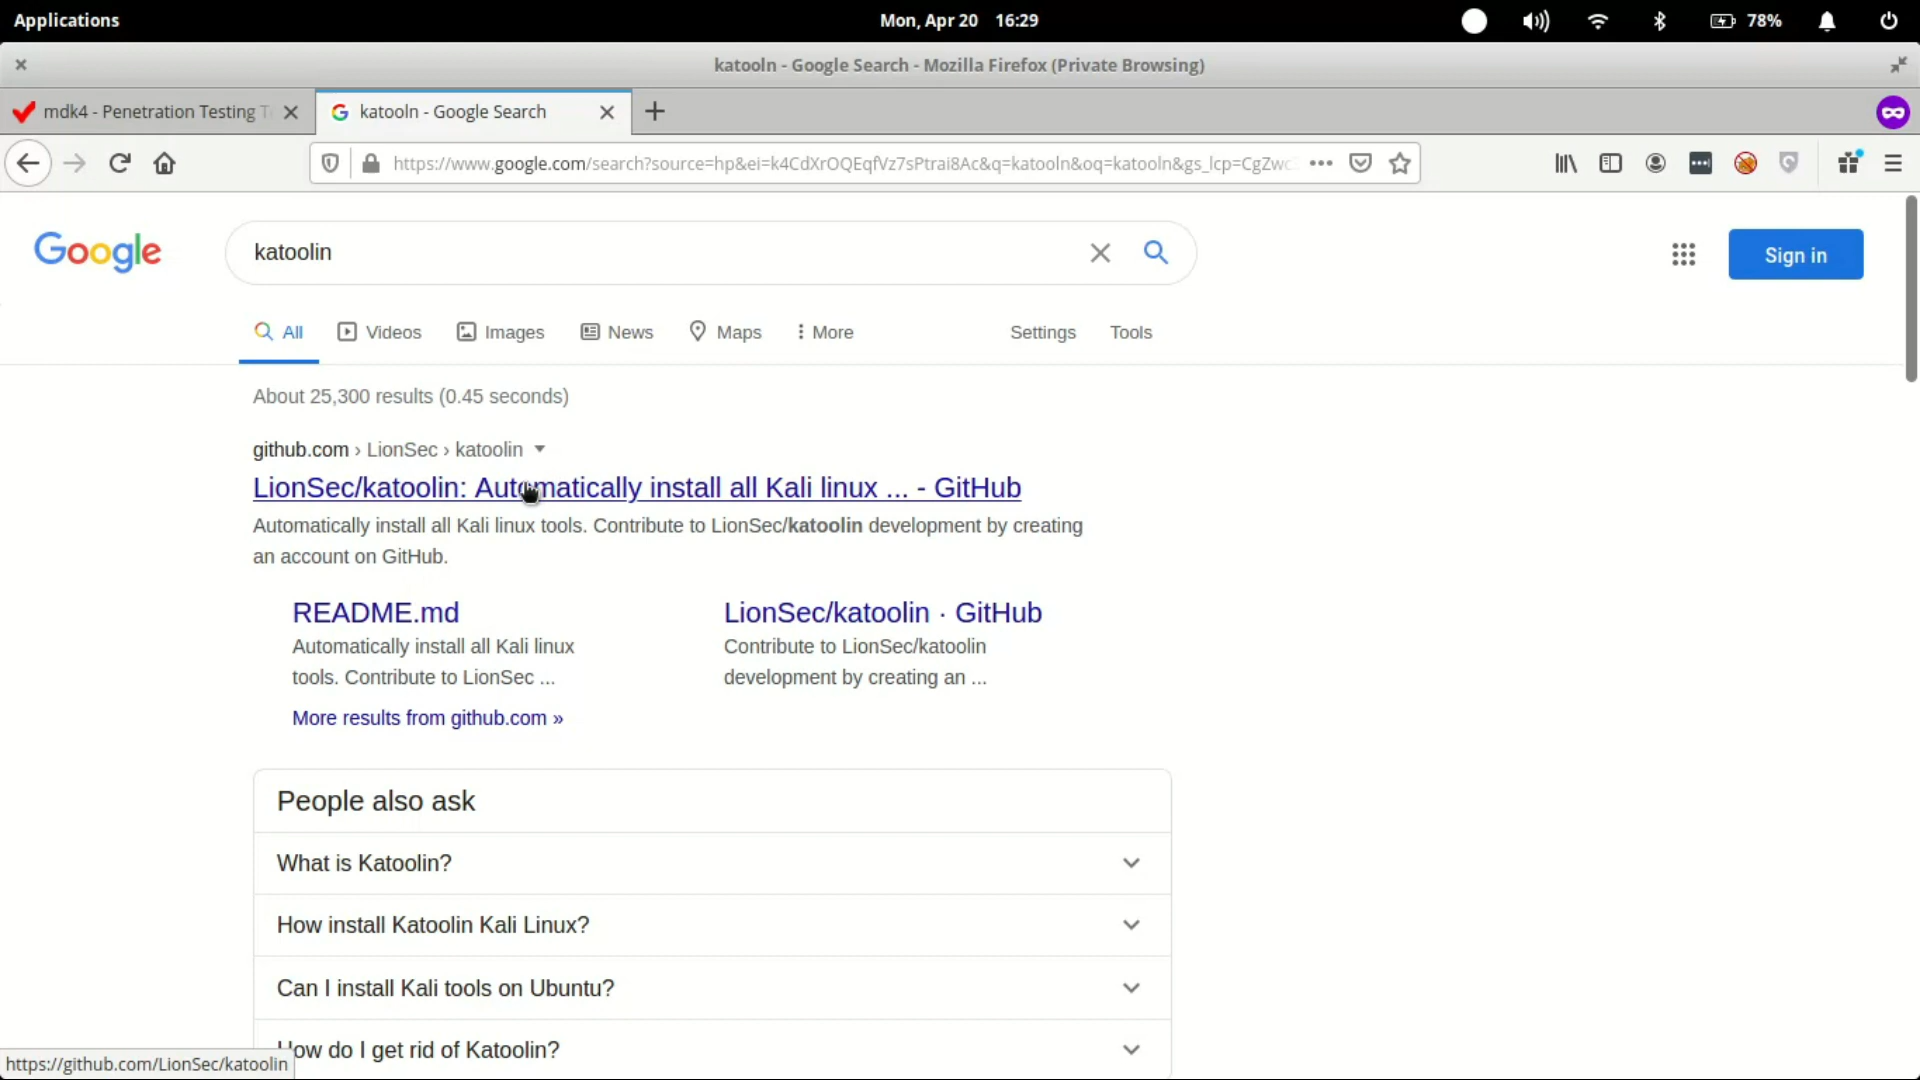 Applications
Mon, Apr 20 16:29
78%
katooln - Google Search - Mozilla Firefox (Private Browsing)
mdk4 - Penetration Testing T
katooln - Google Search
https://www.google.com/search?source=hp&ei=k4CdXrOQEqfVz7sPtrai8Ac&q=katooln&oq=katooln&gs_lcp=CgZwc
Google
katoolin
Sign in
All
Videos
Images
News
Maps
More
Settings
Tools
About 25,300 results (0.45 seconds)
github.com › LionSec › katoolin
LionSec/katoolin: Automatically install all Kali linux ... - GitHub
Automatically install all Kali linux tools. Contribute to LionSec/katoolin development by creating
an account on GitHub.
README.md
Automatically install all Kali linux
tools. Contribute to LionSec ...
LionSec/katoolin · GitHub
Contribute to LionSec/katoolin
development by creating an ...
More results from github.com »
People also ask
What is Katoolin?
How install Katoolin Kali Linux?
Can I install Kali tools on Ubuntu?
How do I get rid of Katoolin?
https://github.com/LionSec/katoolin